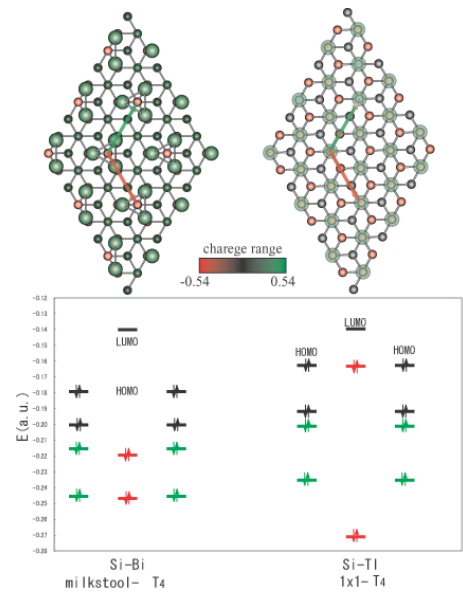 charege range
-0.54 0.54
-0.12
-0.13
-0.14
-0.15
-0.16
-0.17
-0.18
-0.19
-0.20
-0.21
-0.22
-0.23
-0.24
-0.25
-0.26
-0.27
-0.28
E(a.u.)
LUMO
HOMO
LUMO
HOMO HOMO
Si-Bi
milkstool- T4
Si-Tl
1x1-T4